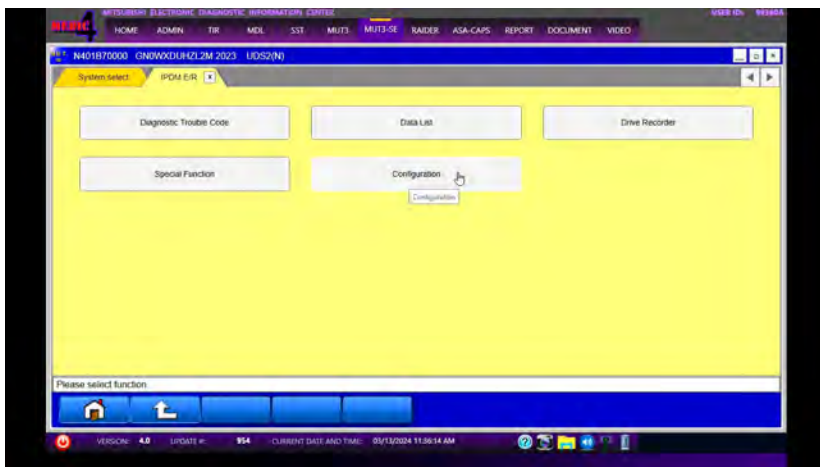 MITSUBISHI ELECTRONIC DIAGNOSTIC INFORMATION CENTER
USER ID:
MEDIC 4
HOME ADMIN TIR MDL SST MUT3 MUT3-SE RAIDER ASA-CAPS REPORT DOCUMENT VIDEO
N401B70000 GN0WXDUHZL2M 2023 UDS2(N)
System select IPDM E/R x
Diagnostic Trouble Code Data List Drive Recorder
Special Function Configuration
Configuration
Please select function
VERSION: 4.0 UPDATE #: 954 CURRENT DATE AND TIME: 03/13/2024 11:36:14 AM